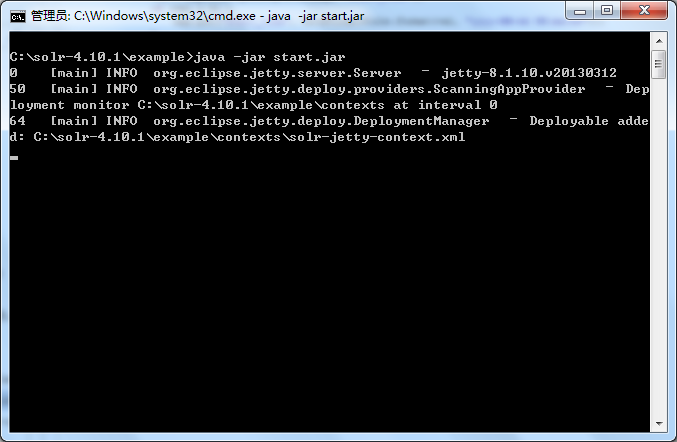 管理员: C:\Windows\system32\cmd.exe - java  -jar start.jar
C:\solr-4.10.1\example>java -jar start.jar
0    [main] INFO  org.eclipse.jetty.server.Server  – jetty-8.1.10.v20130312
50   [main] INFO  org.eclipse.jetty.deploy.providers.ScanningAppProvider  – Dep
loyment monitor C:\solr-4.10.1\example\contexts at interval 0
64   [main] INFO  org.eclipse.jetty.deploy.DeploymentManager  – Deployable adde
d: C:\solr-4.10.1\example\contexts\solr-jetty-context.xml